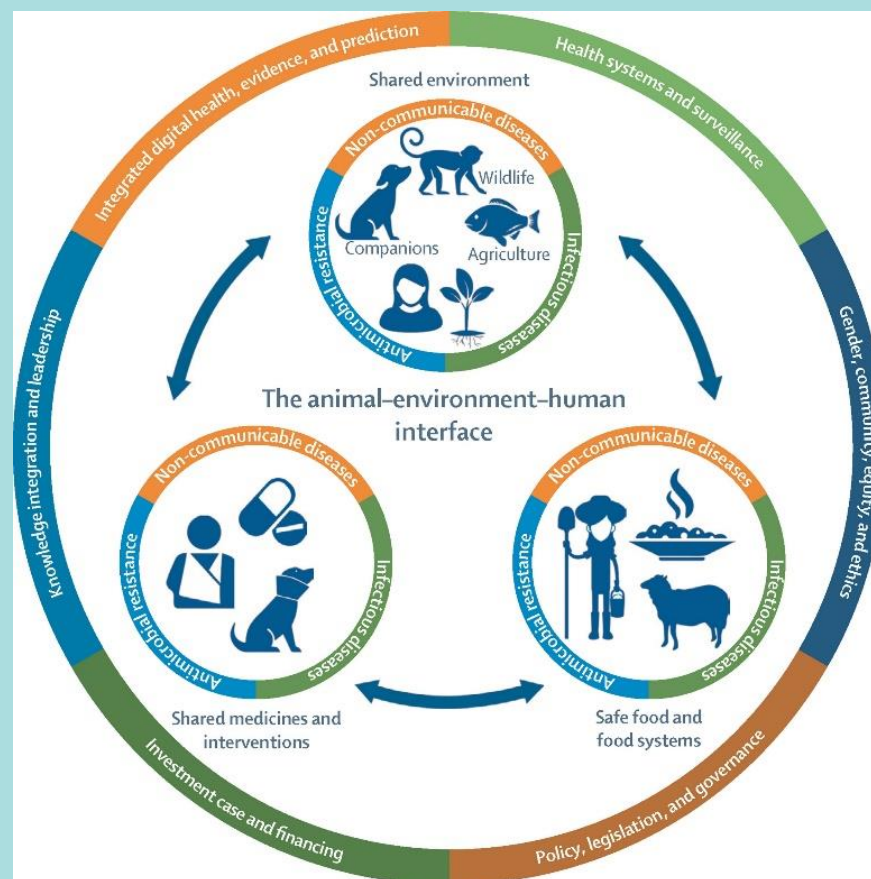 Integrated digital health, evidence, and prediction
Health systems and surveillance
Shared environment
Non-communicable diseases
Wildlife
Companions
Agriculture
Antimicrobial resistance
Infectious diseases
Knowledge integration and leadership
Gender, community, equity, and ethics
The animal–environment–human
interface
Non-communicable diseases
Antimicrobial resistance
Infectious diseases
Non-communicable diseases
Antimicrobial resistance
Infectious diseases
Shared medicines and
interventions
Safe food and
food systems
Investment case and financing
Policy, legislation, and governance